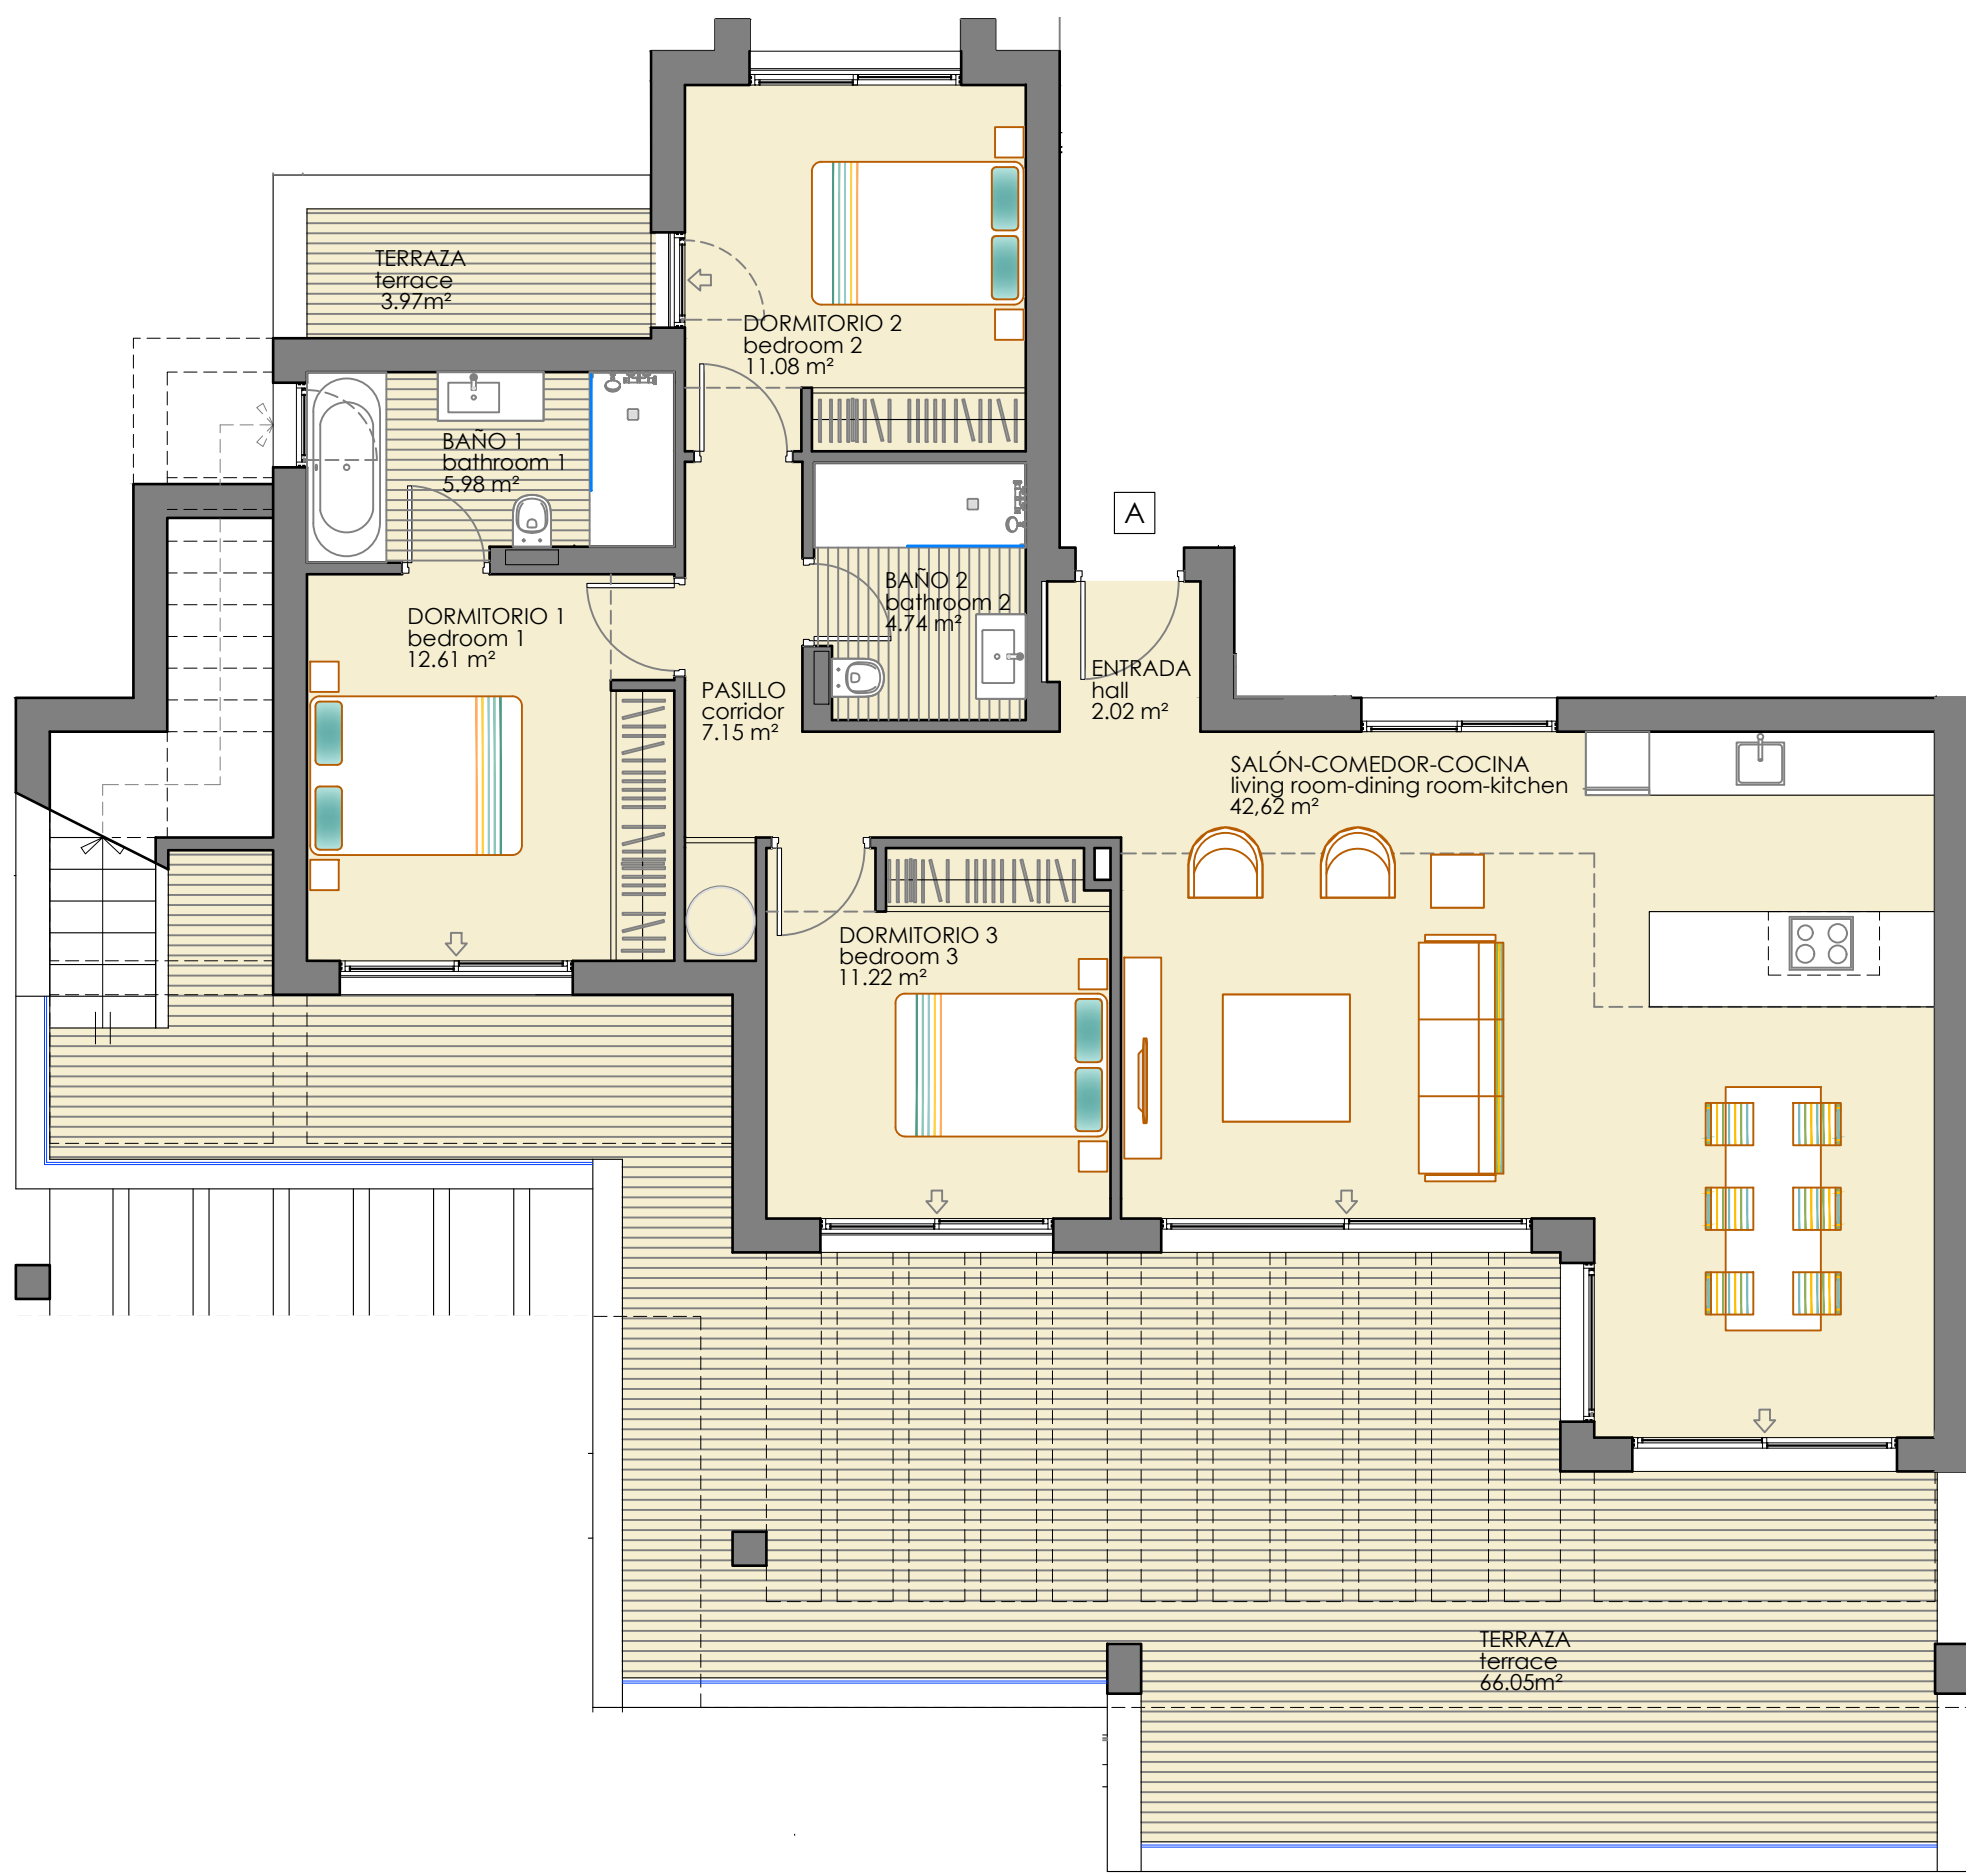 TERRAZA
terrace
3.97m²
DORMITORIO 2
bedroom 2
11.08 m²
BAÑO 1
bathroom 1
5.98 m²
A
BAÑO 2
bathroom 2
4.74 m²
DORMITORIO 1
bedroom 1
12.61 m²
ENTRADA
hall
2.02 m²
PASILLO
corridor
7.15 m²
SALÓN-COMEDOR-COCINA
living room-dining room-kitchen
42,62 m²
DORMITORIO 3
bedroom 3
11.22 m²
TERRAZA
terrace
66.05m²